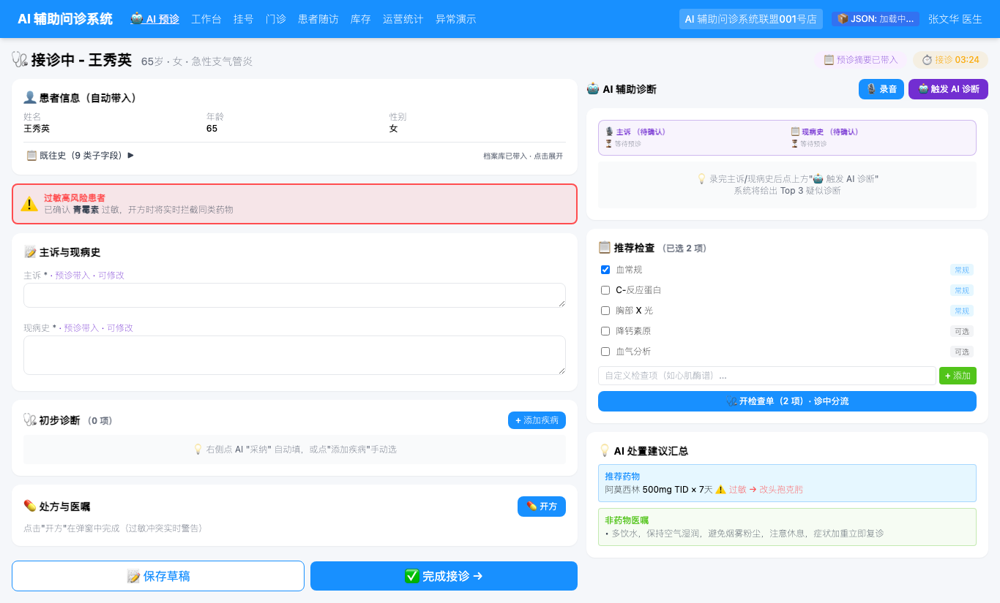 AI 辅助问诊系统
🤖 AI 预诊 工作台 挂号 门诊 患者随访 库存 运营统计 异常演示
AI 辅助问诊系统联盟001号店
📦 JSON: 加载中...
张文华 医生
🩺 接诊中 - 王秀英 65岁 · 女 · 急性支气管炎
📋 预诊摘要已带入
⏱ 接诊 03:24
👤 患者信息（自动带入）
姓名 年龄 性别
王秀英 65 女
📋 既往史（9 类子字段） ▶ 档案库已带入 · 点击展开
⚠️ 过敏高风险患者
已确认 青霉素 过敏，开方时将实时拦截同类药物
📝 主诉与现病史
主诉 * · 预诊带入 · 可修改
现病史 * · 预诊带入 · 可修改
🩺 初步诊断 （0 项）
+ 添加疾病
💡 右侧点 AI "采纳" 自动填，或点"添加疾病"手动选
💊 处方与医嘱
💊 开方
点击"开方"在弹窗中完成（过敏冲突实时警告）
📝 保存草稿
✅ 完成接诊 →
🤖 AI 辅助诊断
🎙 录音
🤖 触发 AI 诊断
🎙 主诉 （待确认） 📋 现病史 （待确认）
⏳ 等待预诊 ⏳ 等待预诊
💡 录完主诉/现病史后点上方"🤖 触发 AI 诊断"
系统将给出 Top 3 疑似诊断
📋 推荐检查 （已选 2 项）
血常规 常规
C-反应蛋白 常规
胸部 X 光 常规
降钙素原 可选
血气分析 可选
自定义检查项（如心肌酶谱）...
+ 添加
🩺 开检查单（2 项）· 诊中分流
💡 AI 处置建议汇总
推荐药物
阿莫西林 500mg TID × 7天 ⚠️ 过敏 → 改头孢克肟
非药物医嘱
• 多饮水，保持空气湿润，避免烟雾粉尘，注意休息，症状加重立即复诊